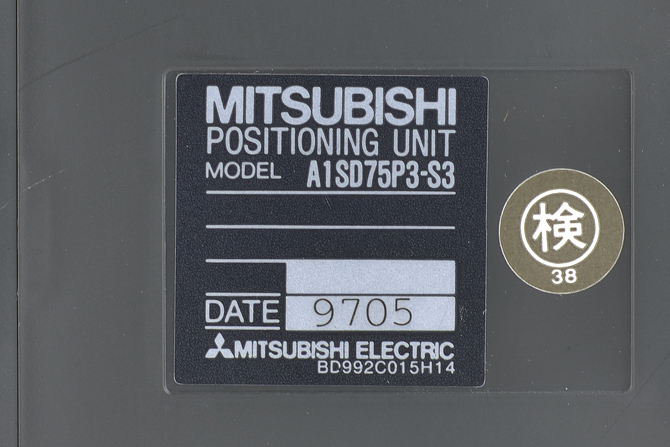 MITSUBISHI
POSITIONING UNIT
MODEL A1SD75P3-S3
DATE 9705
MITSUBISHI ELECTRIC
BD992C015H14
検
38